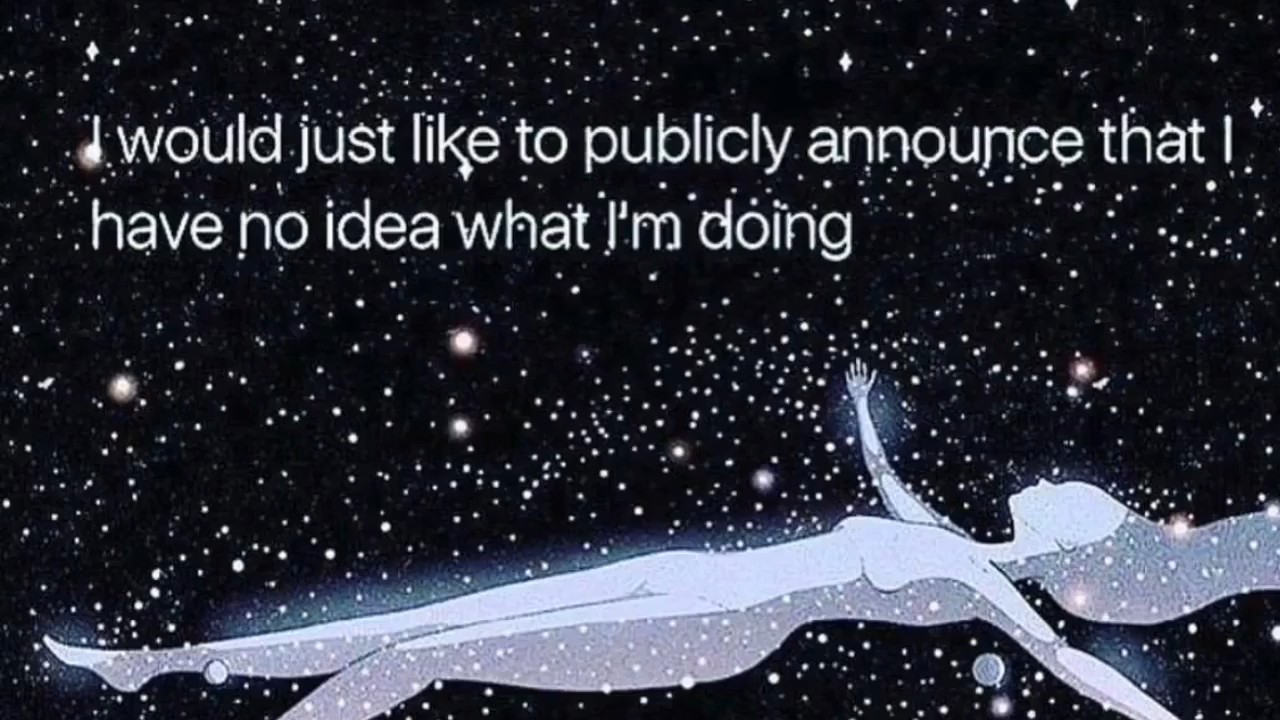 I would just like to publicly announce that I
have no idea what I'm doing